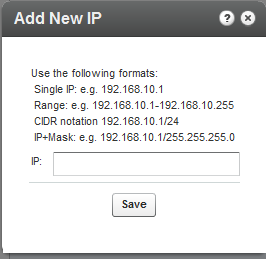 Add New IP ? ×
Use the following formats:
Single IP: e.g. 192.168.10.1
Range: e.g. 192.168.10.1-192.168.10.255
CIDR notation 192.168.10.1/24
IP+Mask: e.g. 192.168.10.1/255.255.255.0
IP:
Save